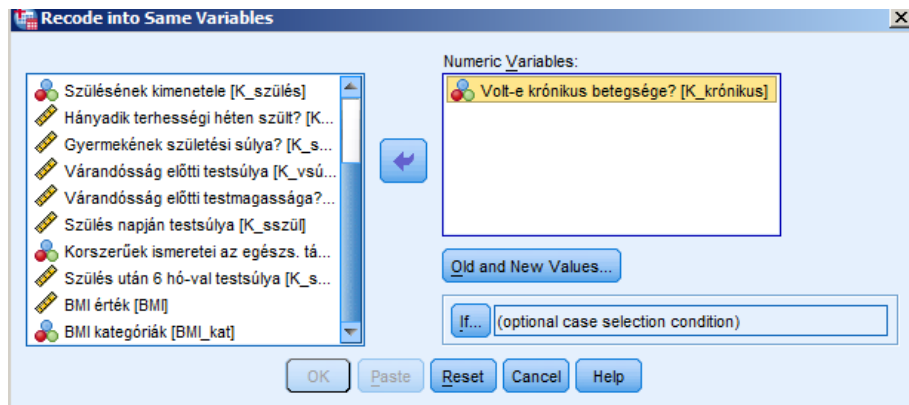 Recode into Same Variables
Szülésének kimenetele [K_szülés]
Hányadik terhességi héten szült? [K...
Gyermekének születési súlya? [K_s...
Várandósság előtti testsúlya [K_vsú...
Várandósság előtti testmagassága?...
Szülés napján testsúlya [K_sszül]
Korszerűek ismeretei az egészs. tá...
Szülés után 6 hó-val testsúlya [K_s...
BMI érték [BMI]
BMI kategóriák [BMI_kat]
Numeric Variables:
Volt-e krónikus betegsége? [K_krónikus]
Old and New Values...
If... (optional case selection condition)
OK Paste Reset Cancel Help